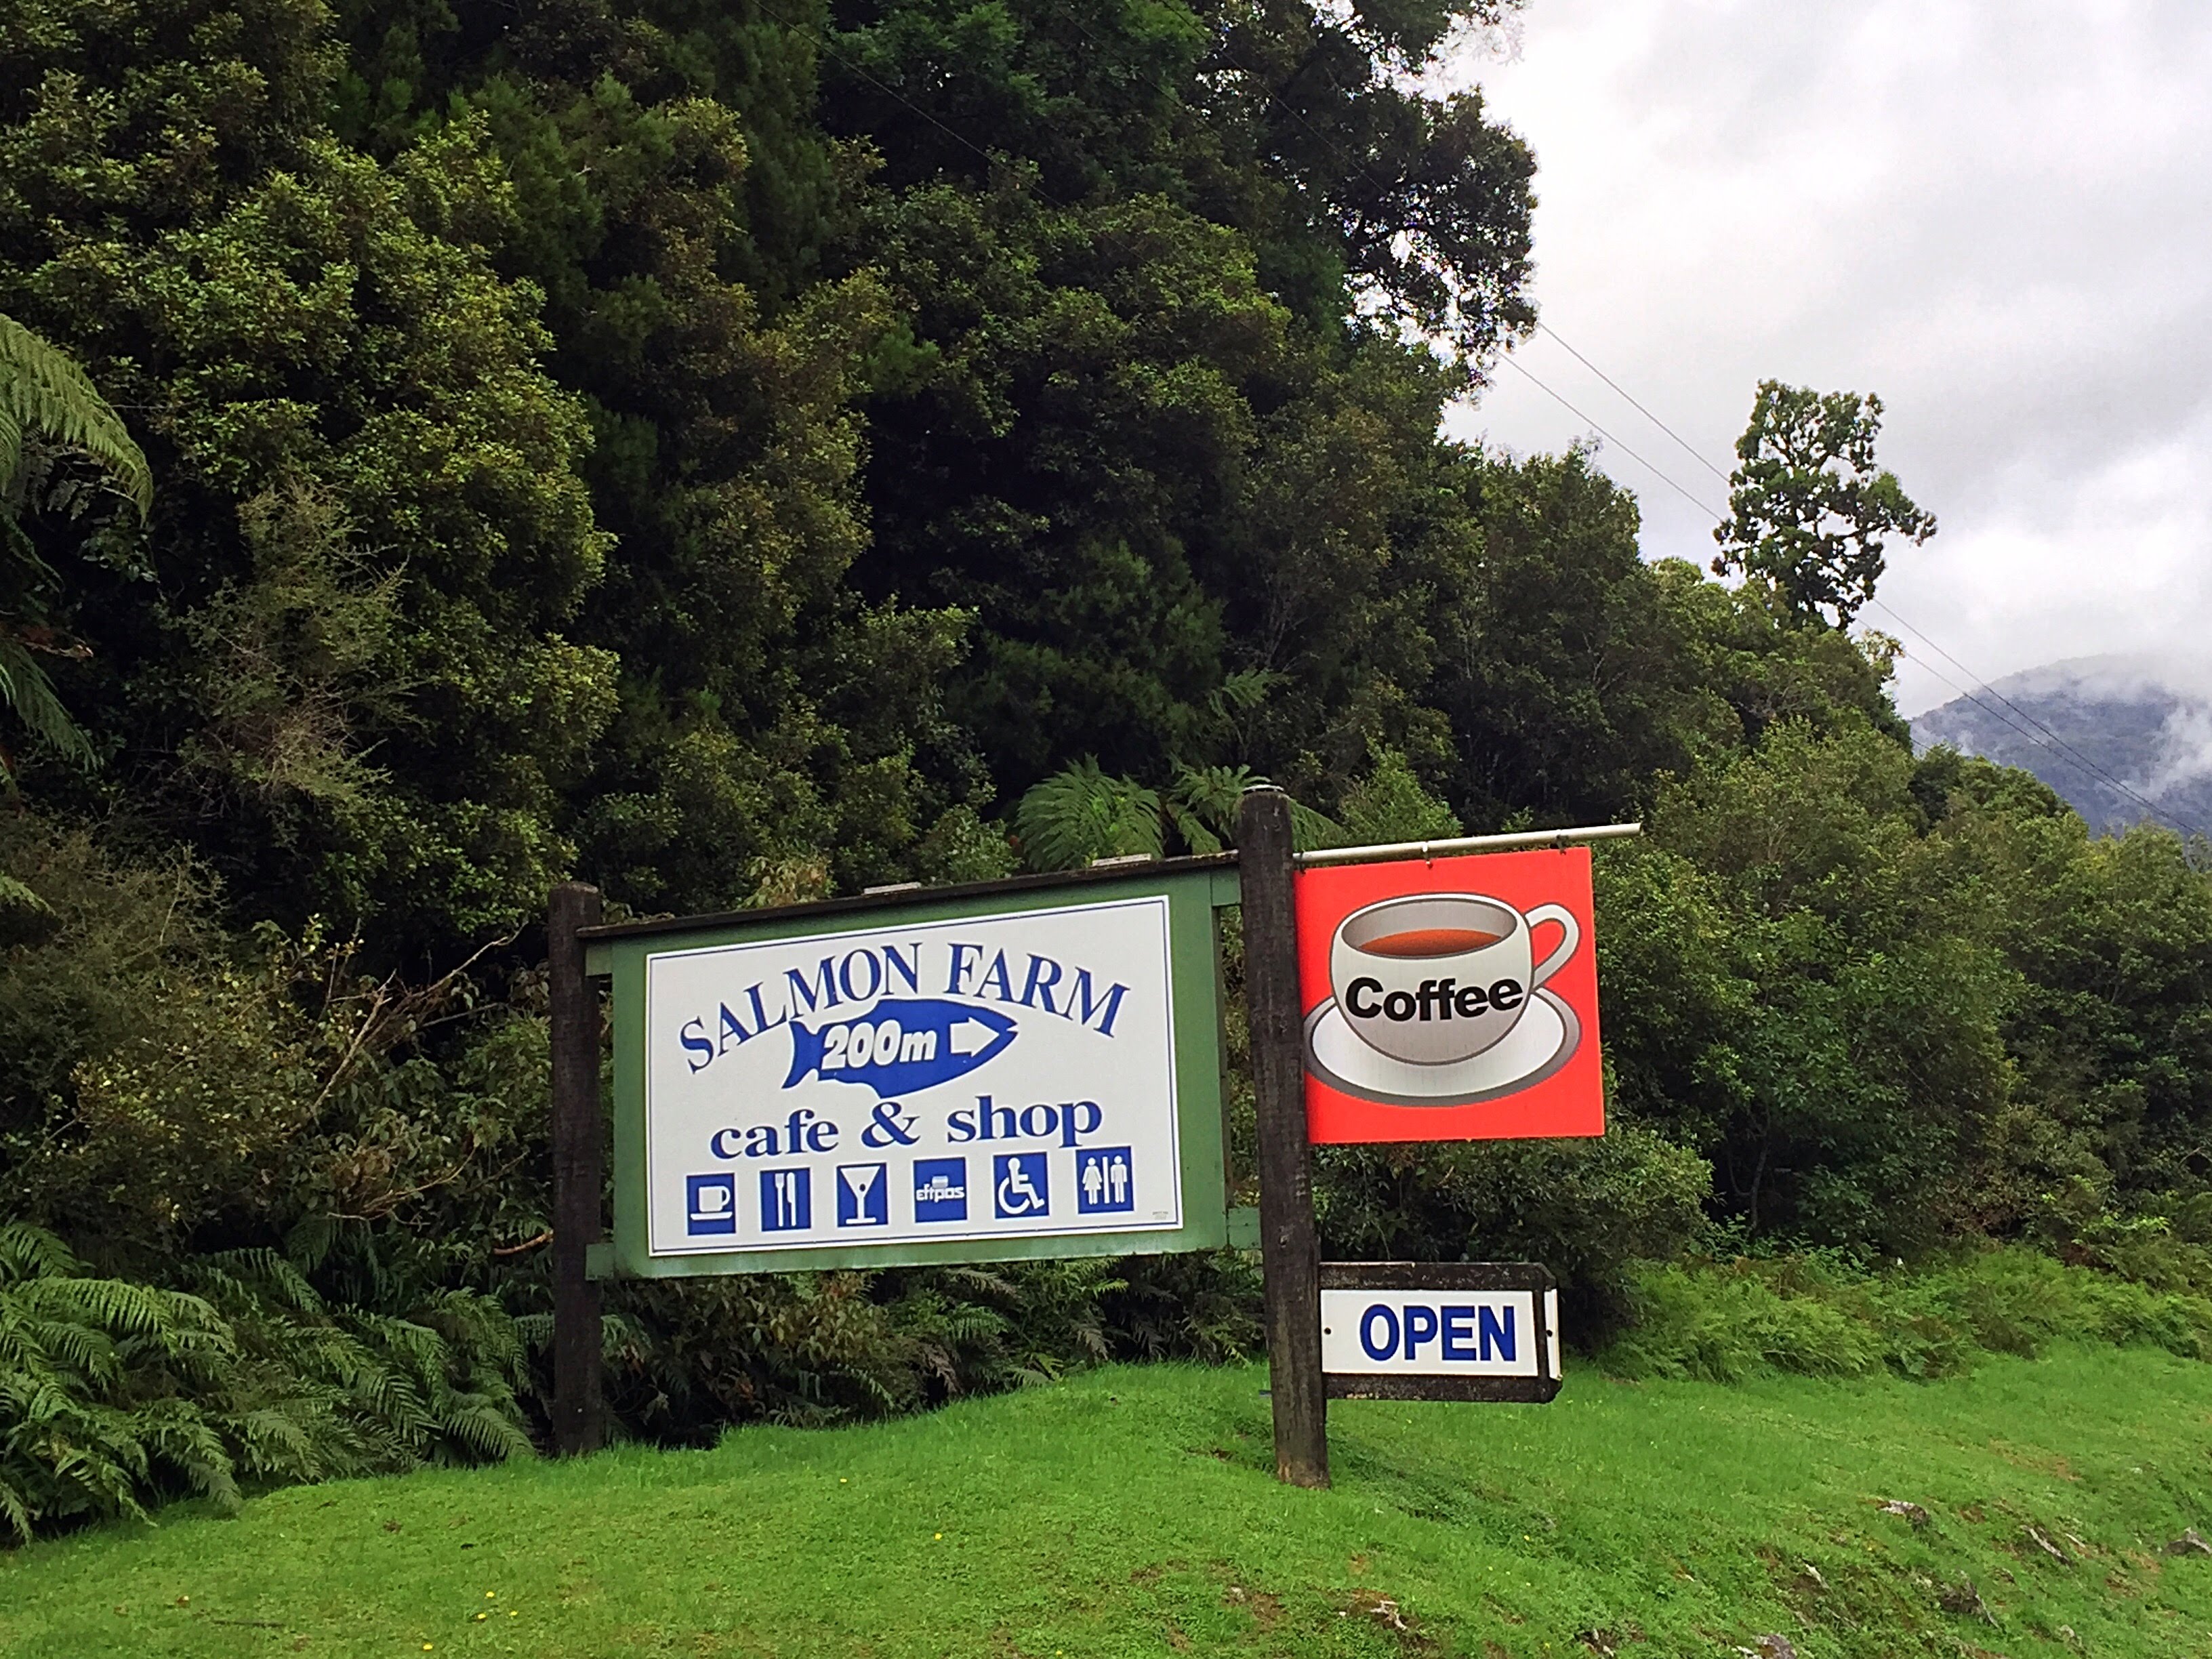 SALMON FARM
200m
cafe & shop
eftpos
Coffee
OPEN